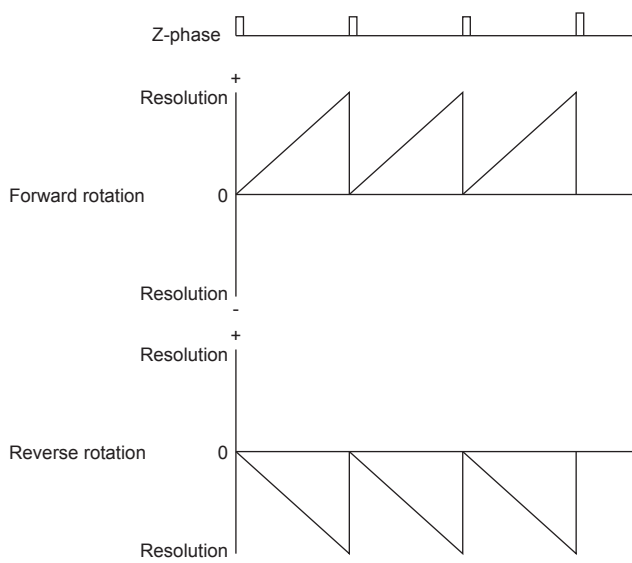 Z-phase
+
Resolution
Forward rotation 0
Resolution
-
+
Resolution
Reverse rotation 0
Resolution